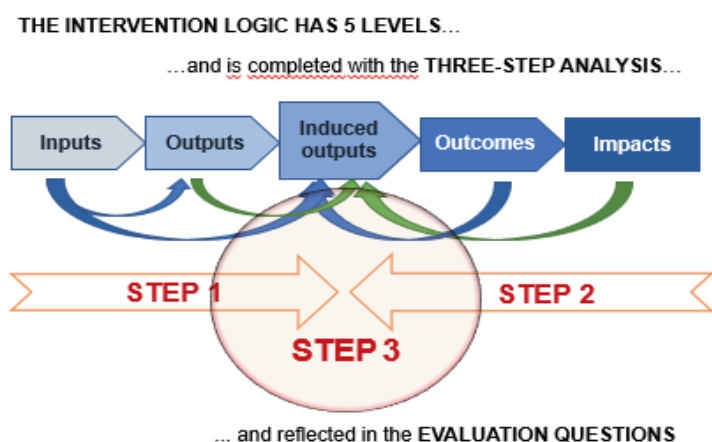 THE INTERVENTION LOGIC HAS 5 LEVELS…
…and is completed with the THREE-STEP ANALYSIS…
Inputs
Outputs
Induced
outputs
Outcomes
Impacts
STEP 1
STEP 2
STEP 3
... and reflected in the EVALUATION QUESTIONS